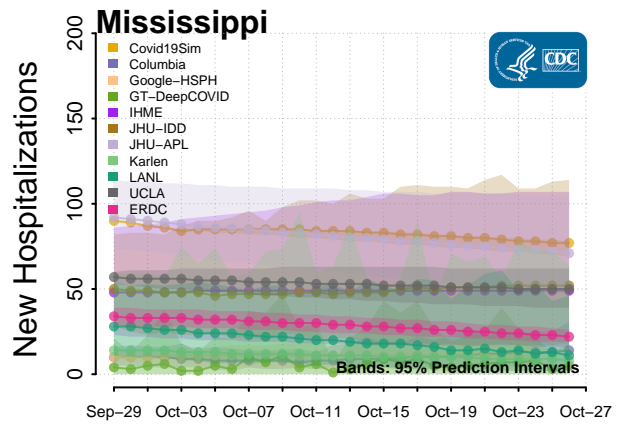 Mississippi
New Hospitalizations
200
150
100
50
0
Covid19Sim
Columbia
Google−HSPH
GT−DeepCOVID
IHME
JHU−IDD
JHU−APL
Karlen
LANL
UCLA
ERDC
CDC
Bands: 95% Prediction Intervals
Sep−29 Oct−03 Oct−07 Oct−11 Oct−15 Oct−19 Oct−23 Oct−27